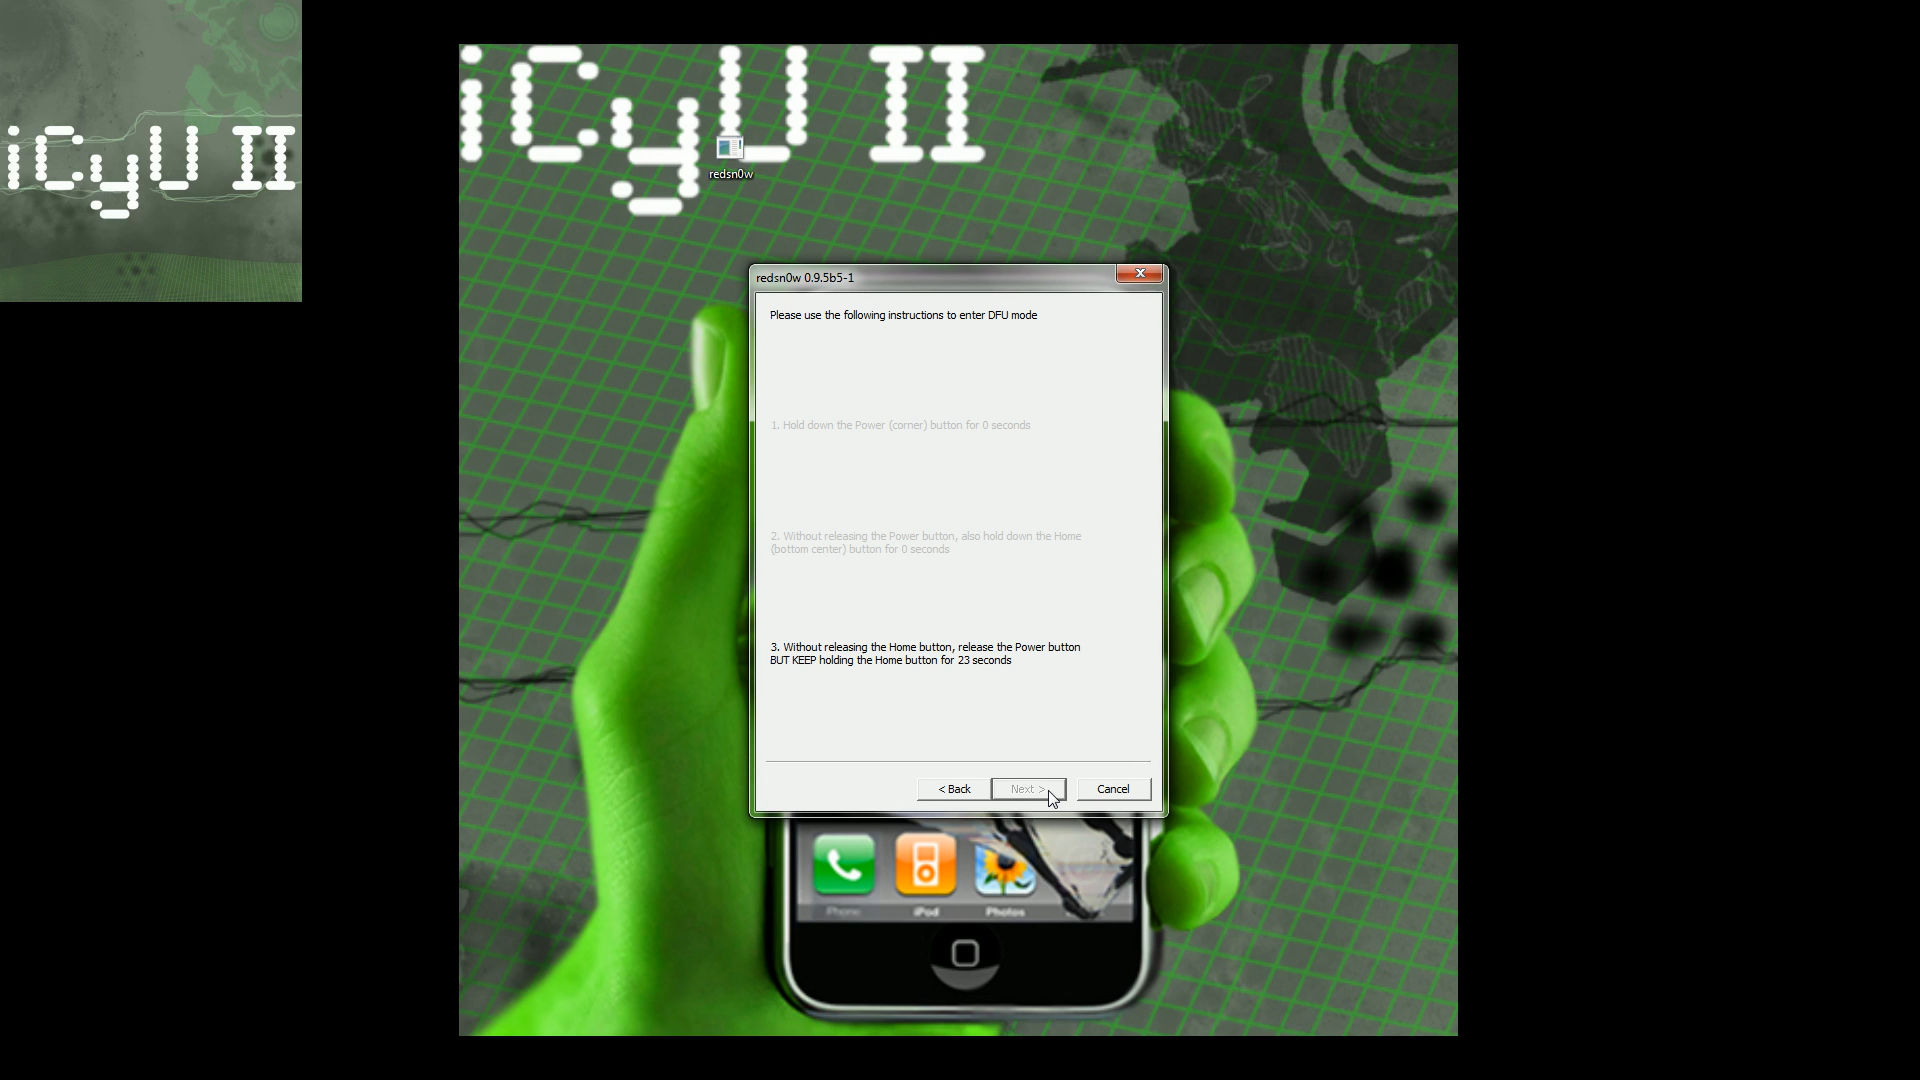 iCyU II
iCyU II
redsn0w
redsn0w 0.9.5b5-1
Please use the following instructions to enter DFU mode
1. Hold down the Power (corner) button for 0 seconds
2. Without releasing the Power button, also hold down the Home
(bottom center) button for 0 seconds
3. Without releasing the Home button, release the Power button
BUT KEEP holding the Home button for 23 seconds
< Back
Next >
Cancel
Phone
iPod
Photos